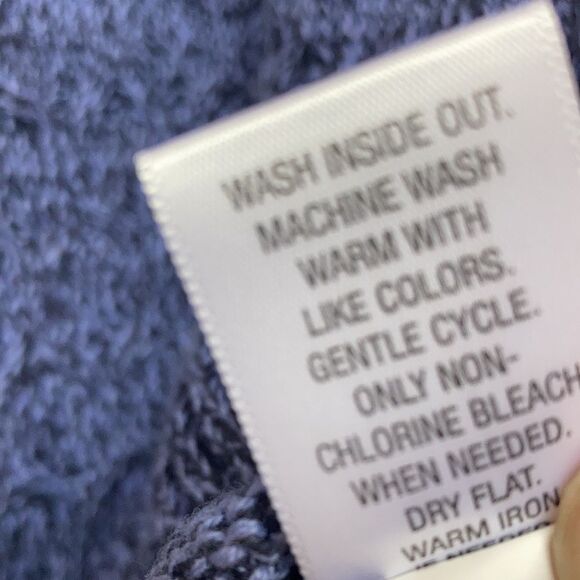 WASH INSIDE OUT.
MACHINE WASH
WARM WITH
LIKE COLORS.
GENTLE CYCLE.
ONLY NON-
CHLORINE BLEACH
WHEN NEEDED.
DRY FLAT.
WARM IRON